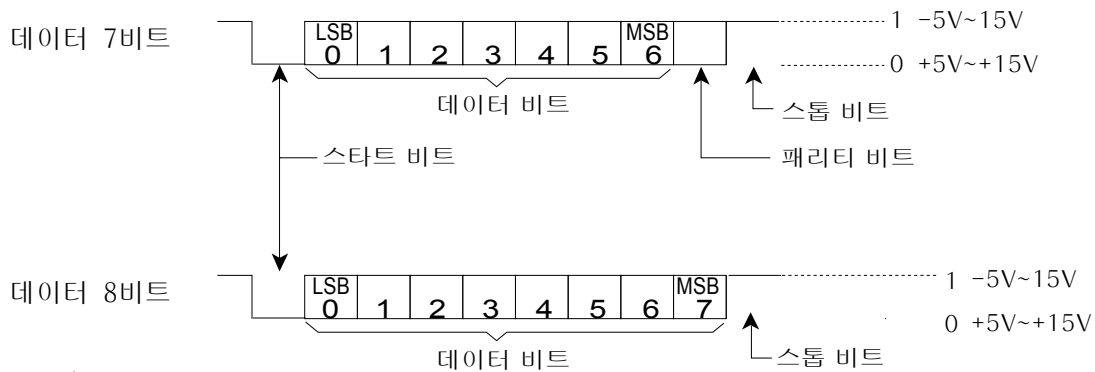 데이터 7비트
LSB MSB
0 1 2 3 4 5 6
1 -5V~15V
0 +5V~+15V
데이터 비트
스톱 비트
스타트 비트
패리티 비트
데이터 8비트
LSB MSB
0 1 2 3 4 5 6 7
1 -5V~15V
0 +5V~+15V
데이터 비트
스톱 비트